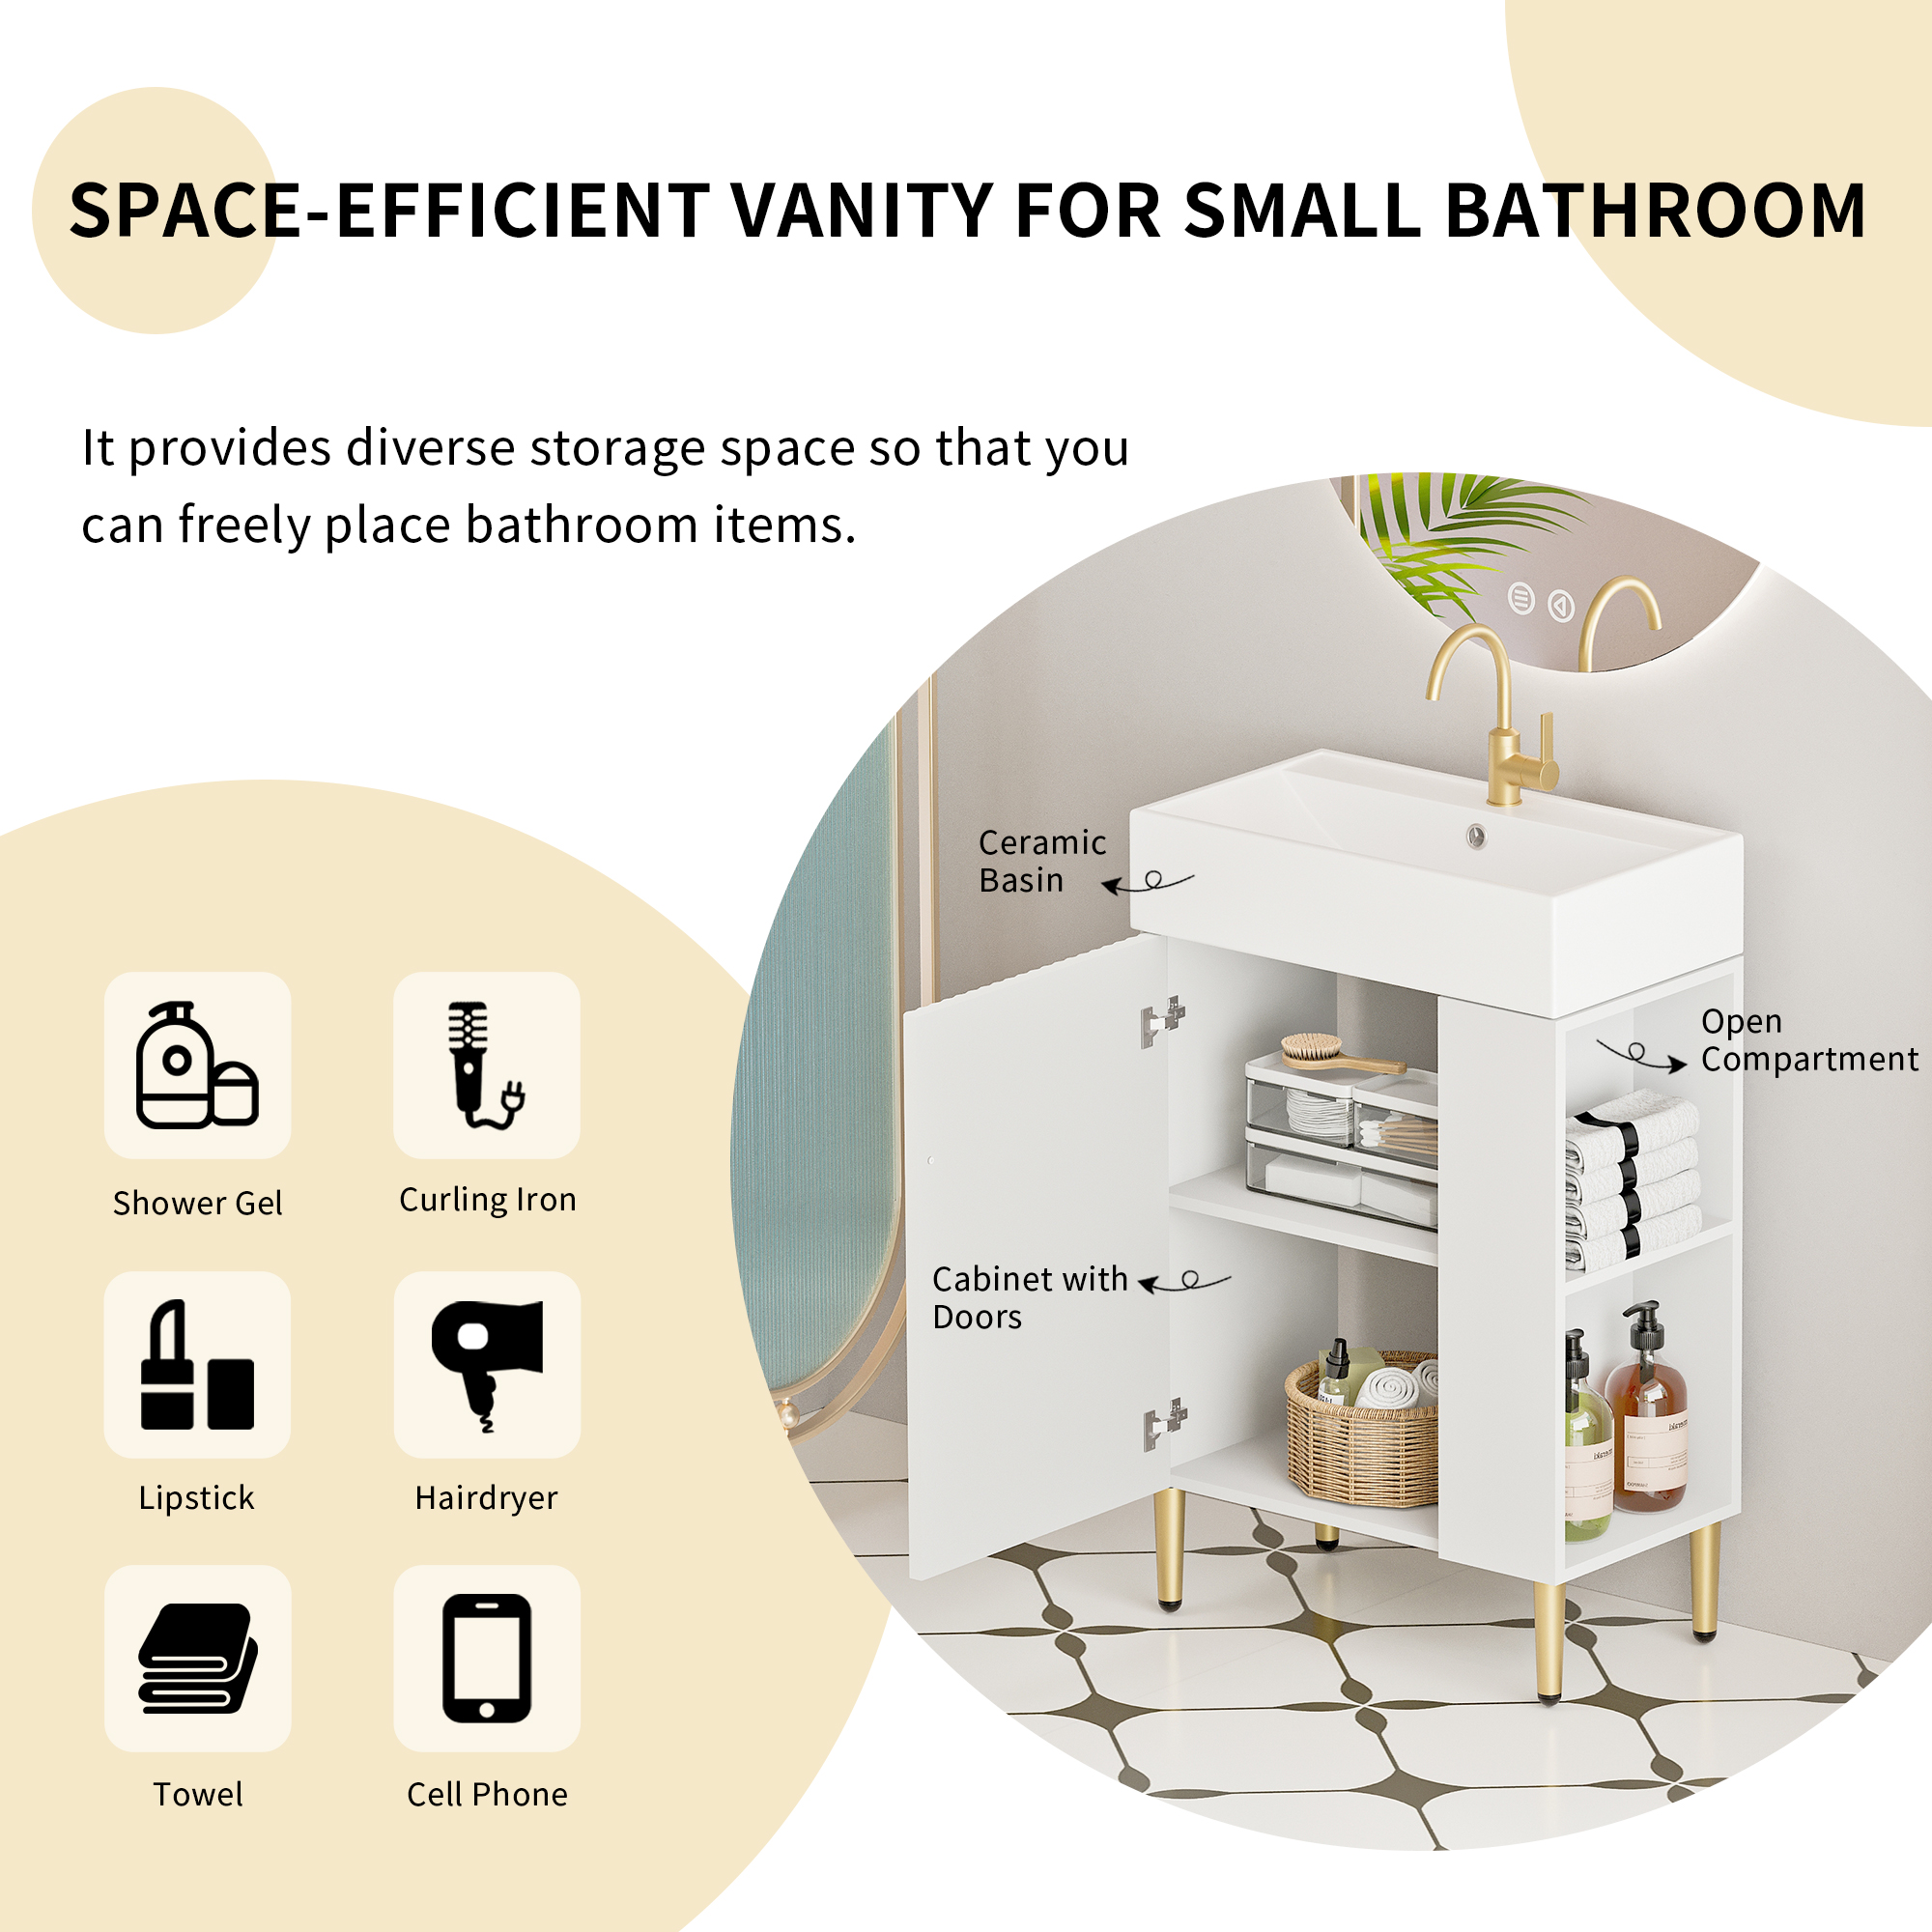 SPACE-EFFICIENT VANITY FOR SMALL BATHROOM
It provides diverse storage space so that you
can freely place bathroom items.
Ceramic
Basin
Open
Compartment
Cabinet with
Doors
Shower Gel
Curling Iron
Lipstick
Hairdryer
Towel
Cell Phone